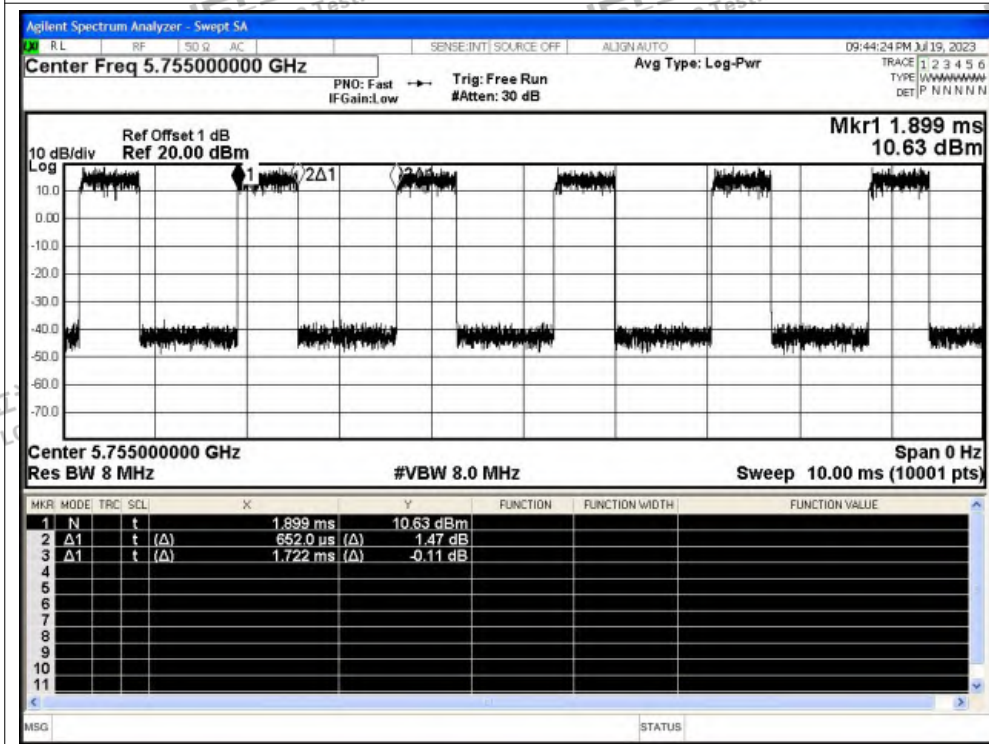 Agilent Spectrum Analyzer - Swept SA
RL RF 50 Ω AC SENSE:INT SOURCE OFF ALIGN AUTO 09:44:24 PM Jul 19, 2023
Center Freq 5.755000000 GHz Avg Type: Log-Pwr TRACE 1 2 3 4 5 6
PNO: Fast Trig: Free Run TYPE WWWWWW
IFGain:Low #Atten: 30 dB DET P N N N N N
Mkr1 1.899 ms
Ref Offset 1 dB
10 dB/div Ref 20.00 dBm 10.63 dBm
Log
1 2Δ1
10.0
0.00
-10.0
-20.0
-30.0
-40.0
-50.0
-60.0
-70.0
Center 5.755000000 GHz Span 0 Hz
Res BW 8 MHz #VBW 8.0 MHz Sweep 10.00 ms (10001 pts)
MKR MODE TRC SCL X Y FUNCTION FUNCTION WIDTH FUNCTION VALUE
1 N t 1.899 ms 10.63 dBm
2 Δ1 t (Δ) 652.0 µs (Δ) 1.47 dB
3 Δ1 t (Δ) 1.722 ms (Δ) -0.11 dB
4
5
6
7
8
9
10
11
MSG STATUS